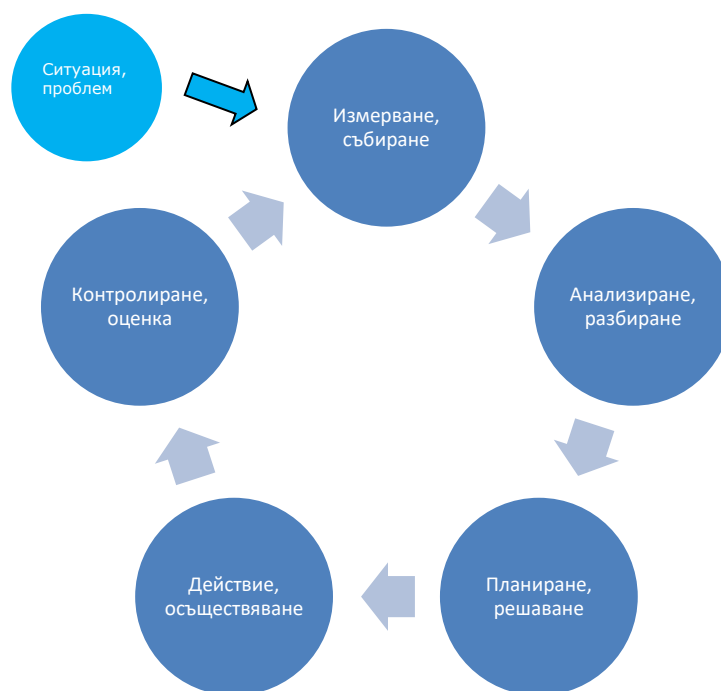 Ситуация,
проблем
Измерване,
събиране
Анализиране,
разбиране
Планиране,
решаване
Действие,
осъществяване
Контролиране,
оценка